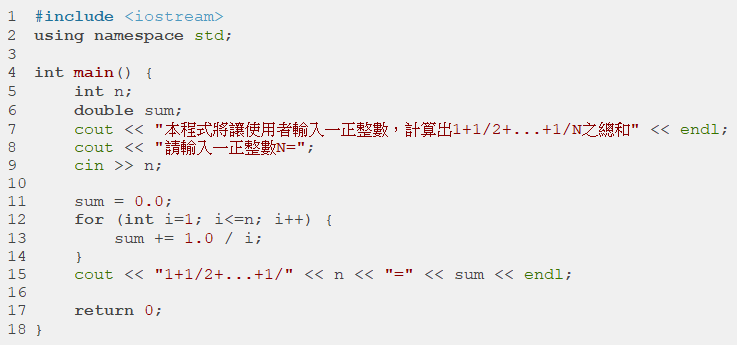 1 #include <iostream>
2 using namespace std;
3
4 int main() {
5     int n;
6     double sum;
7     cout << "本程式將讓使用者輸入一正整數，計算出1+1/2+...+1/N之總和" << endl;
8     cout << "請輸入一正整數N=";
9     cin >> n;
10
11     sum = 0.0;
12     for (int i=1; i<=n; i++) {
13         sum += 1.0 / i;
14     }
15     cout << "1+1/2+...+1/" << n << "=" << sum << endl;
16
17     return 0;
18 }